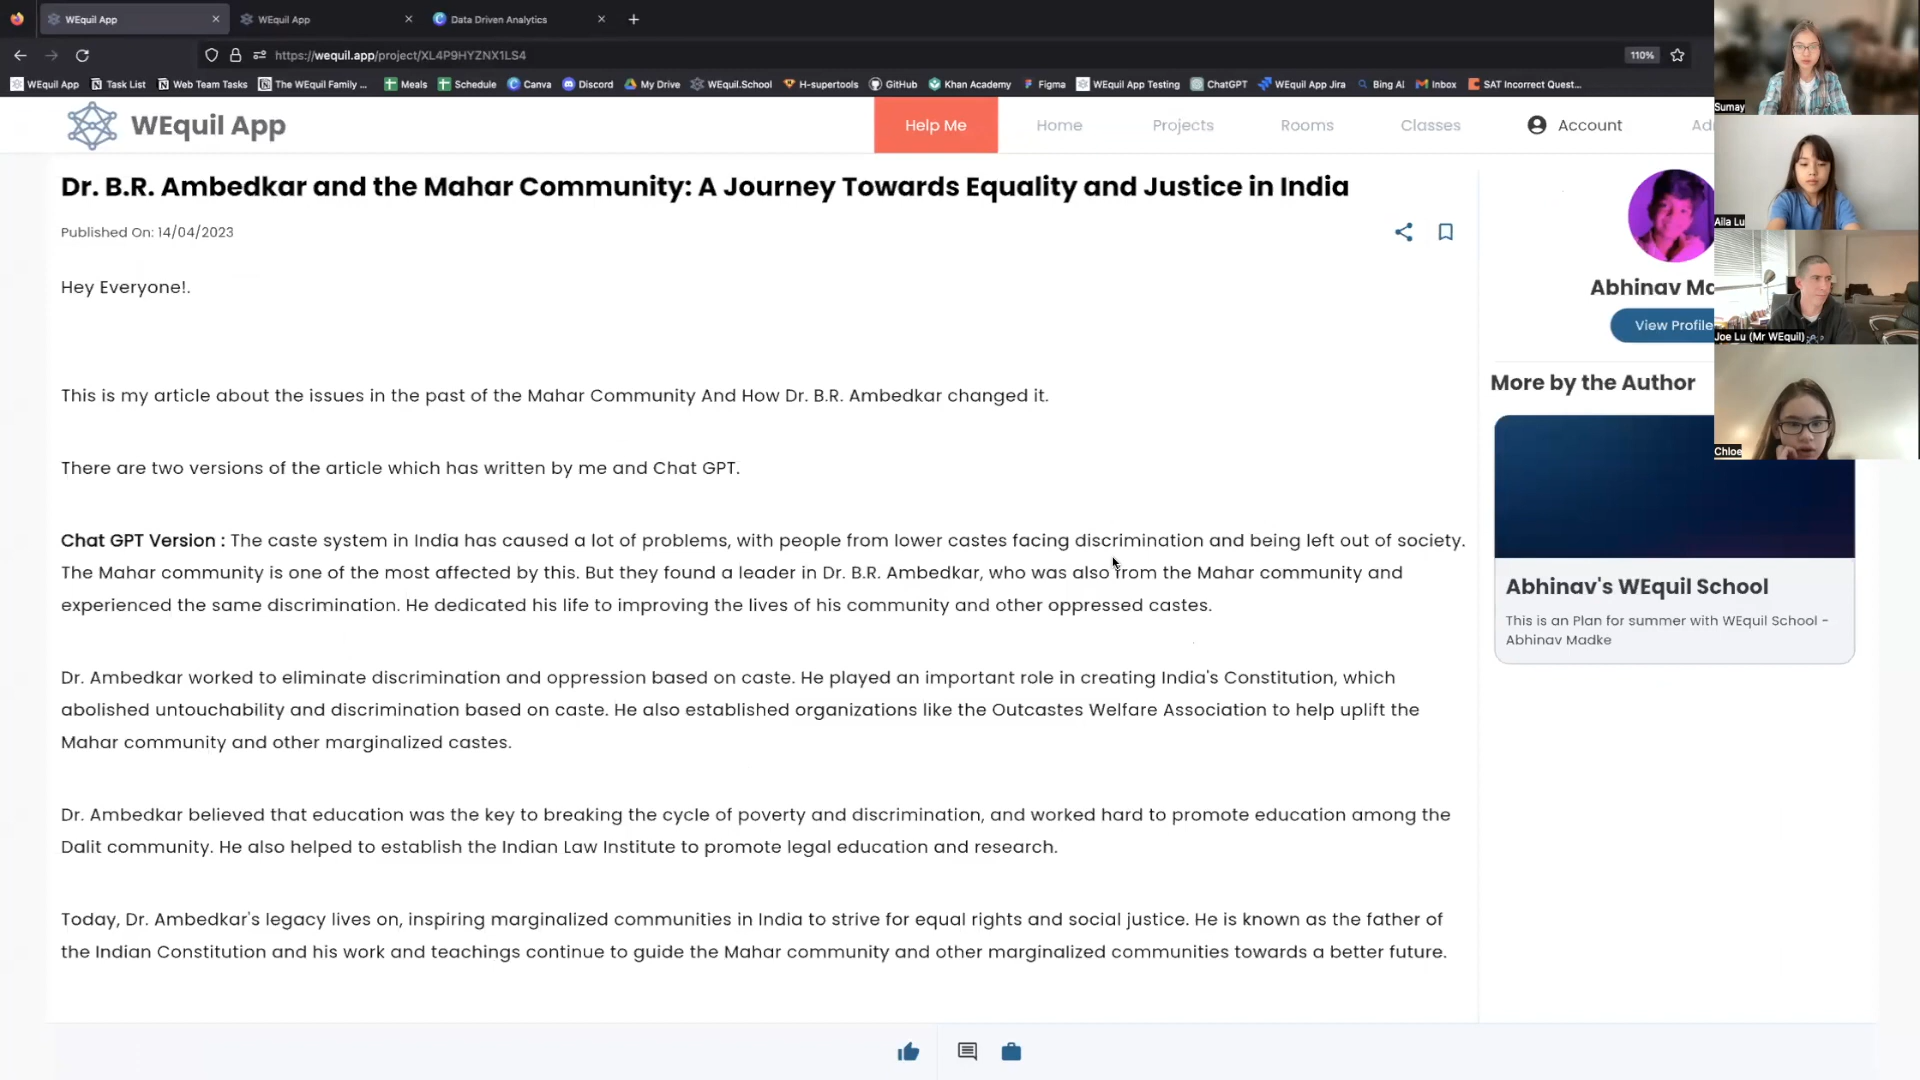 WEquil App
WEquil App
Data Driven Analytics
https://wequil.app/project/XL4P9HYZNX1LS4
110%
WEquil App
Task List
Web Team Tasks
The WEquil Family ...
Meals
Schedule
Canva
Discord
My Drive
WEquil.School
H-supertools
GitHub
Khan Academy
Figma
WEquil App Testing
ChatGPT
WEquil App Jira
Bing AI
Inbox
SAT Incorrect Quest...
WEquil App
Help Me
Home
Projects
Rooms
Classes
Account
Dr. B.R. Ambedkar and the Mahar Community: A Journey Towards Equality and Justice in India
Published On: 14/04/2023
Hey Everyone!.
This is my article about the issues in the past of the Mahar Community And How Dr. B.R. Ambedkar changed it.
There are two versions of the article which has written by me and Chat GPT.
Chat GPT Version : The caste system in India has caused a lot of problems, with people from lower castes facing discrimination and being left out of society.
The Mahar community is one of the most affected by this. But they found a leader in Dr. B.R. Ambedkar, who was also from the Mahar community and
experienced the same discrimination. He dedicated his life to improving the lives of his community and other oppressed castes.
Dr. Ambedkar worked to eliminate discrimination and oppression based on caste. He played an important role in creating India's Constitution, which
abolished untouchability and discrimination based on caste. He also established organizations like the Outcastes Welfare Association to help uplift the
Mahar community and other marginalized castes.
Dr. Ambedkar believed that education was the key to breaking the cycle of poverty and discrimination, and worked hard to promote education among the
Dalit community. He also helped to establish the Indian Law Institute to promote legal education and research.
Today, Dr. Ambedkar's legacy lives on, inspiring marginalized communities in India to strive for equal rights and social justice. He is known as the father of
the Indian Constitution and his work and teachings continue to guide the Mahar community and other marginalized communities towards a better future.
Abhinav
View Profile
More by the Author
Abhinav's WEquil School
This is an Plan for summer with WEquil School -
Abhinav Madke
Sumay
Aila Lu
Joe Lu (Mr WEquil)
Chloe